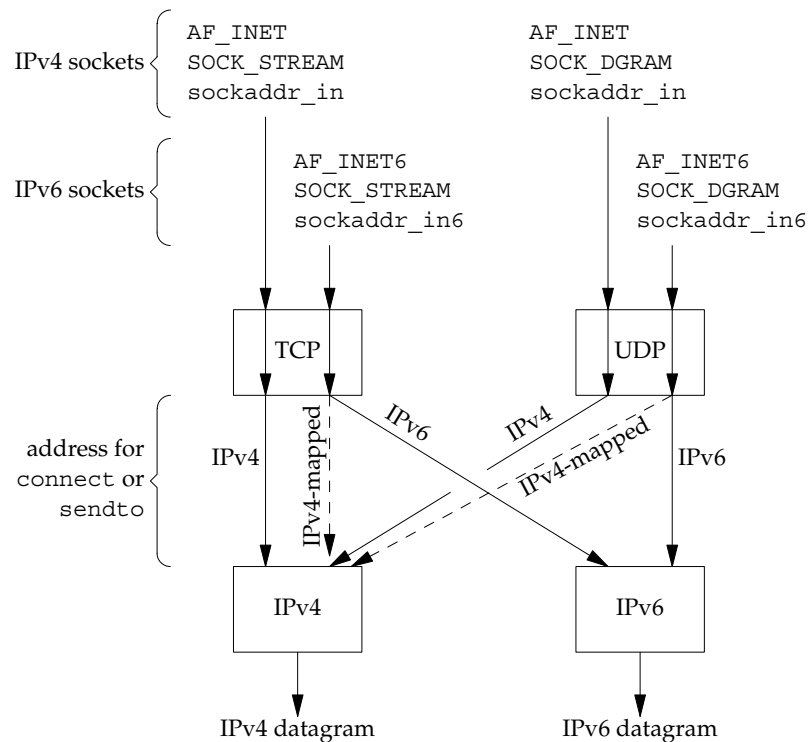 AF_INET
SOCK_STREAM
sockaddr_in
AF_INET
SOCK_DGRAM
sockaddr_in
IPv4 sockets
AF_INET6
SOCK_STREAM
sockaddr_in6
AF_INET6
SOCK_DGRAM
sockaddr_in6
IPv6 sockets
TCP
UDP
address for
connect or
sendto
IPv4
IPv4-mapped
IPv6
IPv4
IPv4-mapped
IPv6
IPv4
IPv6
IPv4 datagram
IPv6 datagram